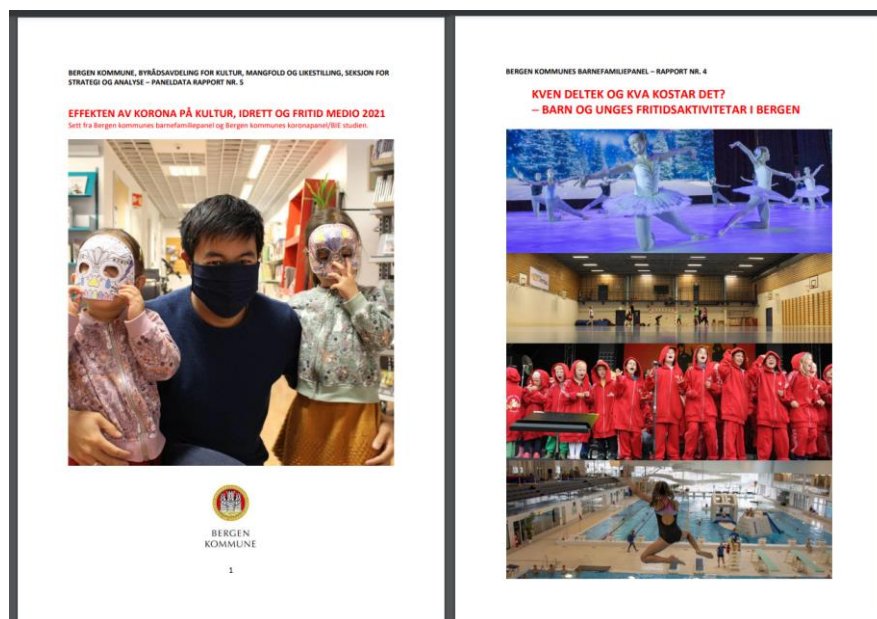 BERGEN KOMMUNE, BYRÅDSAVDELING FOR KULTUR, MANGFOLD OG LIKESTILLING, SEKSJON FOR
STRATEGI OG ANALYSE – PANELDATA RAPPORT NR. 5
EFFEKTEN AV KORONA PÅ KULTUR, IDRETT OG FRITID MEDIO 2021
Sett fra Bergen kommunes barnefamiliepanel og Bergen kommunes koronapanel/BIE studien.
BERGEN
KOMMUNE
1
BERGEN KOMMUNES BARNEFAMILIEPANEL – RAPPORT NR. 4
KVEN DELTEK OG KVA KOSTAR DET?
– BARN OG UNGES FRITIDSAKTIVITETAR I BERGEN